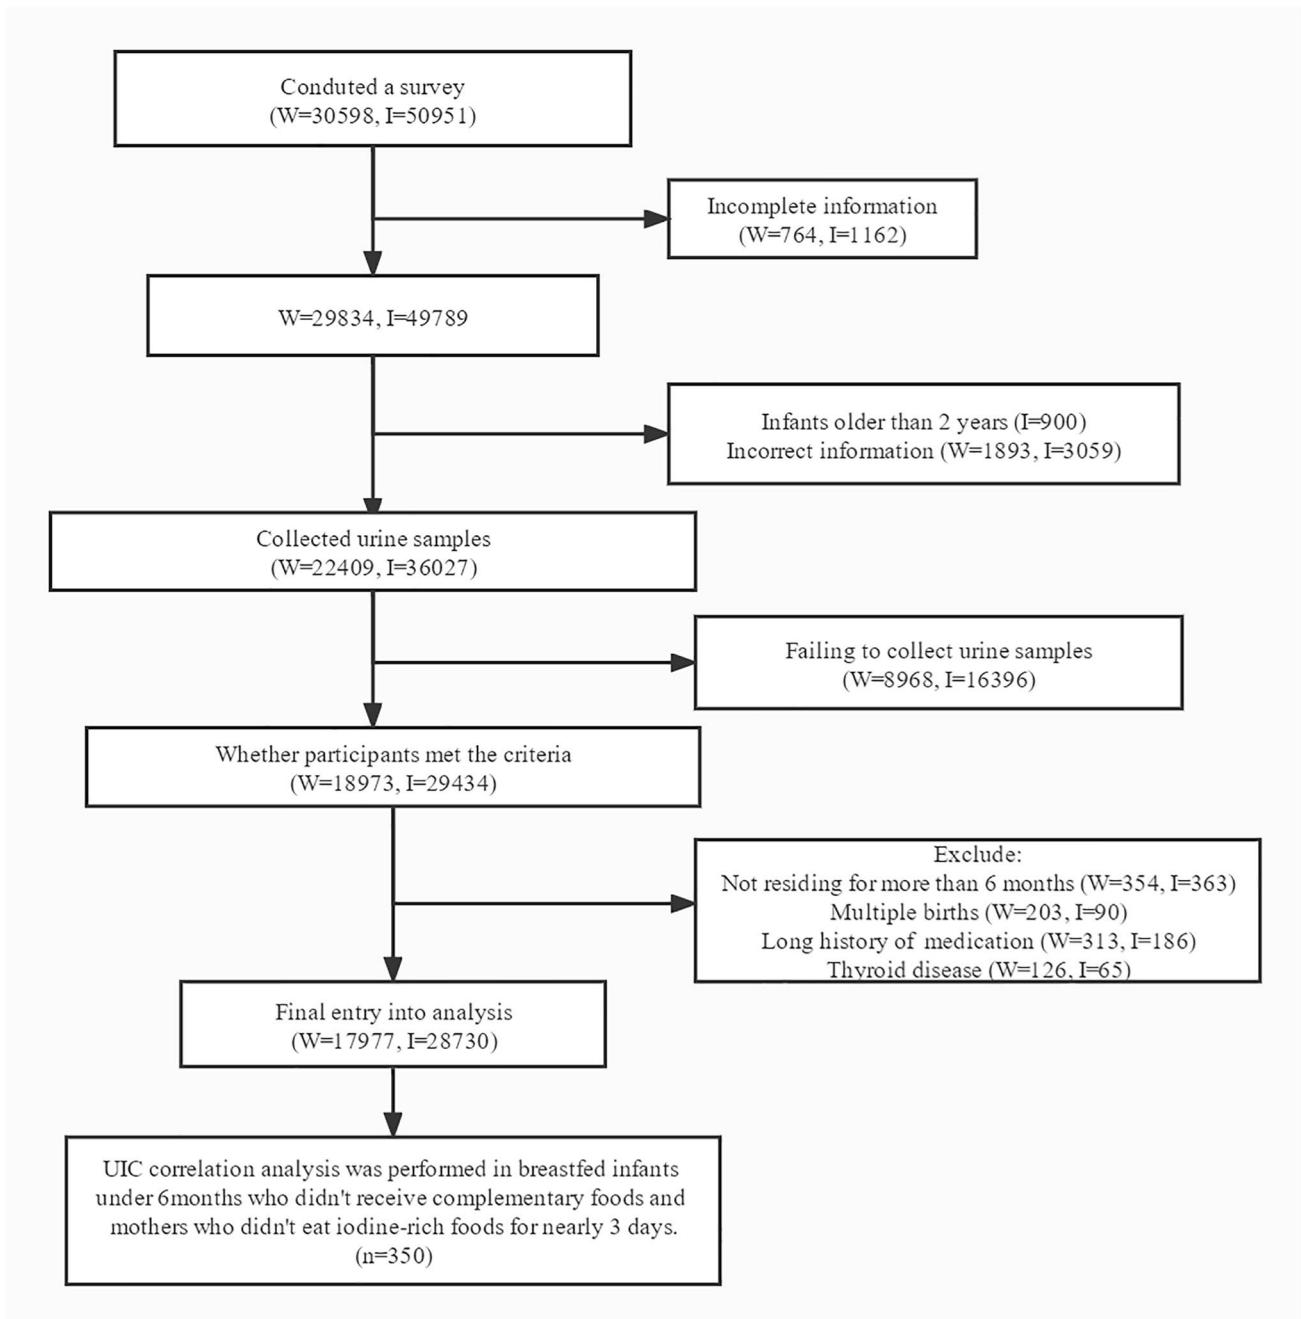 Conduted a survey
(W=30598, I=50951)
Incomplete information
(W=764, I=1162)
W=29834, I=49789
Infants older than 2 years (I=900)
Incorrect information (W=1893, I=3059)
Collected urine samples
(W=22409, I=36027)
Failing to collect urine samples
(W=8968, I=16396)
Whether participants met the criteria
(W=18973, I=29434)
Exclude:
Not residing for more than 6 months (W=354, I=363)
Multiple births (W=203, I=90)
Long history of medication (W=313, I=186)
Thyroid disease (W=126, I=65)
Final entry into analysis
(W=17977, I=28730)
UIC correlation analysis was performed in breastfed infants
under 6months who didn't receive complementary foods and
mothers who didn't eat iodine-rich foods for nearly 3 days.
(n=350)